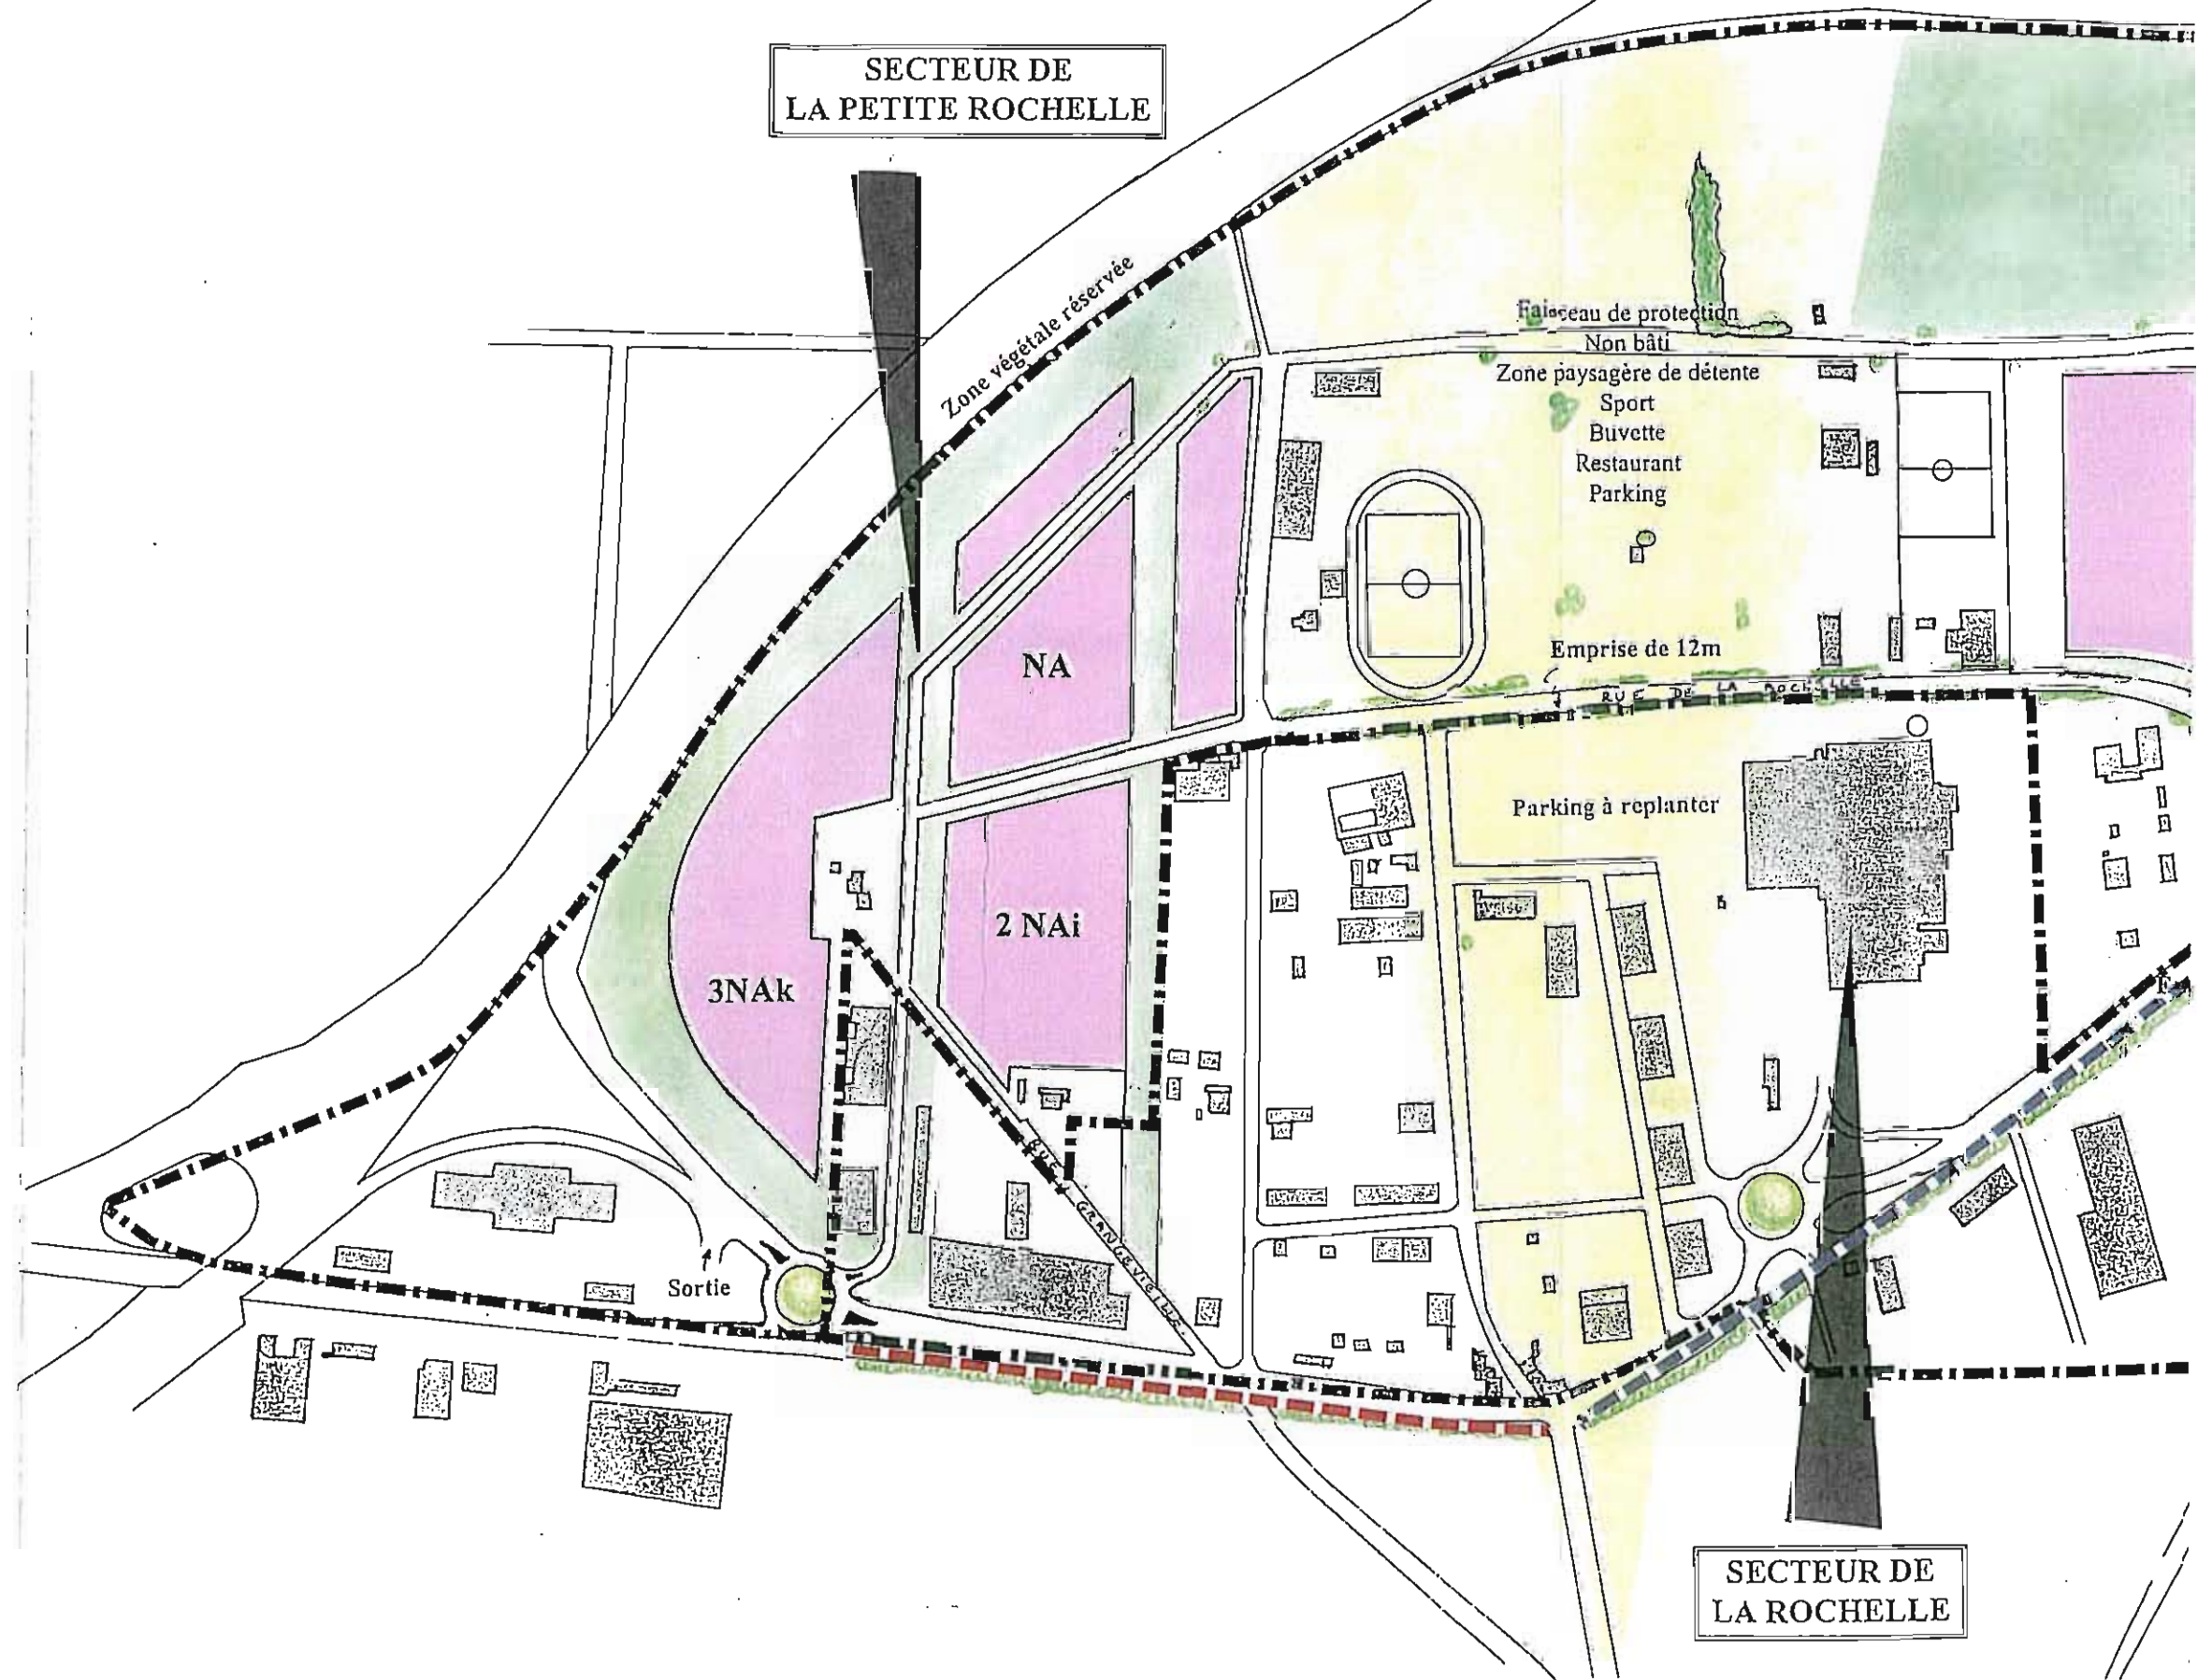 SECTEUR DE
LA PETITE ROCHELLE
Zone végétale réservée
Faisceau de protection
Non bâti
Zone paysagère de détente
Sport
Buvette
Restaurant
Parking
Emprise de 12m
RUE DE LA ROCHELLE
NA
Parking à replanter
2 NAi
3NAk
RUE
GRANGEVIEILLE
Sortie
SECTEUR DE
LA ROCHELLE